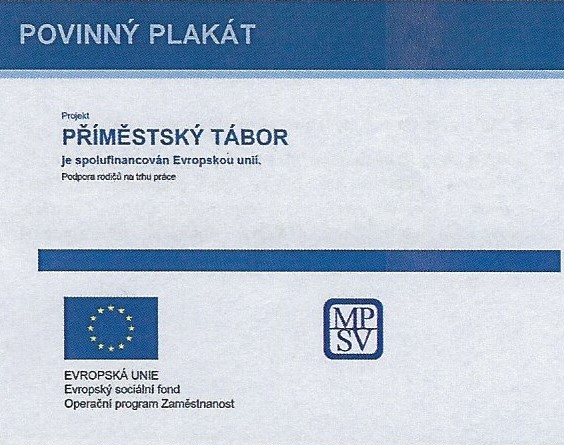 POVINNÝ PLAKÁT
Projekt
PŘÍMĚSTSKÝ TÁBOR
je spolufinancován Evropskou unií.
Podpora rodičů na trhu práce
EVROPSKÁ UNIE
Evropský sociální fond
Operační program Zaměstnanost
MP
SV